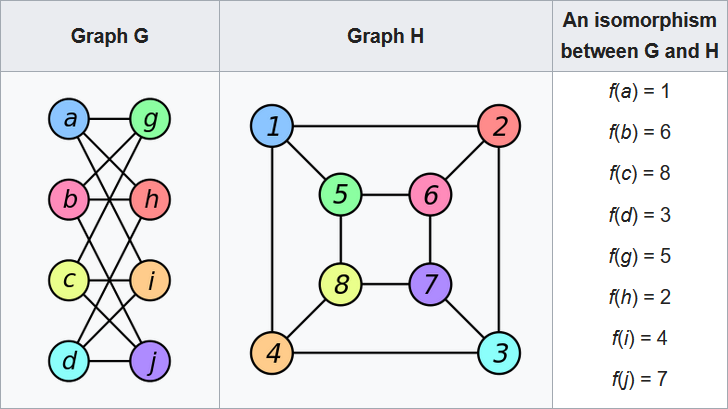 Graph G
Graph H
An isomorphism
between G and H
a
g
b
h
c
i
d
j
1
2
5
6
8
7
4
3
f(a) = 1
f(b) = 6
f(c) = 8
f(d) = 3
f(g) = 5
f(h) = 2
f(i) = 4
f(j) = 7